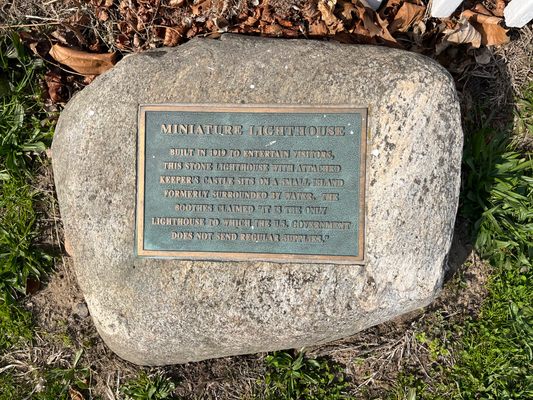 MINIATURE LIGHTHOUSE
BUILT IN 1919 TO ENTERTAIN VISITORS,
THIS STONE LIGHTHOUSE WITH ATTACHED
KEEPER'S CASTLE SITS ON A SMALL ISLAND
FORMERLY SURROUNDED BY WATER. THE
BOOTHES CLAIMED "IT IS THE ONLY
LIGHTHOUSE TO WHICH THE U.S. GOVERNMENT
DOES NOT SEND REGULAR SUPPLIES."